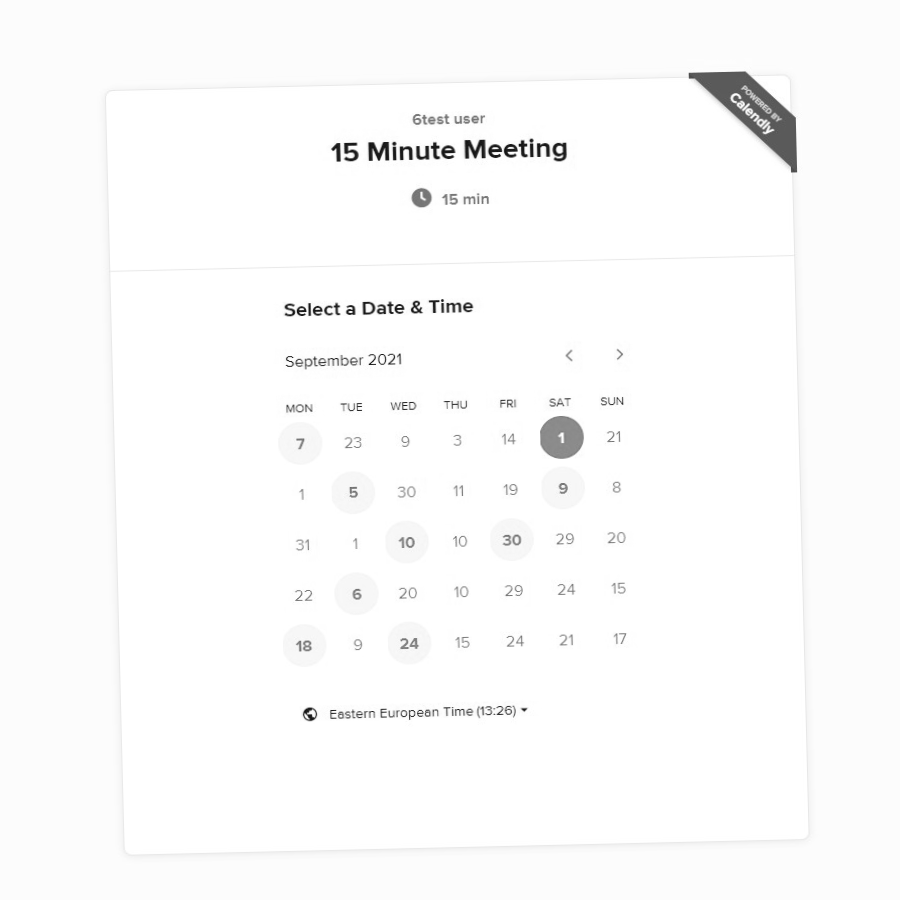 POWERED BY
Calendly
6test user
15 Minute Meeting
15 min
Select a Date & Time
September 2021
MON TUE WED THU FRI SAT SUN
7 23 9 3 14 1 21
1 5 30 11 19 9 8
31 1 10 10 30 29 20
22 6 20 10 29 24 15
18 9 24 15 24 21 17
Eastern European Time (13:26)